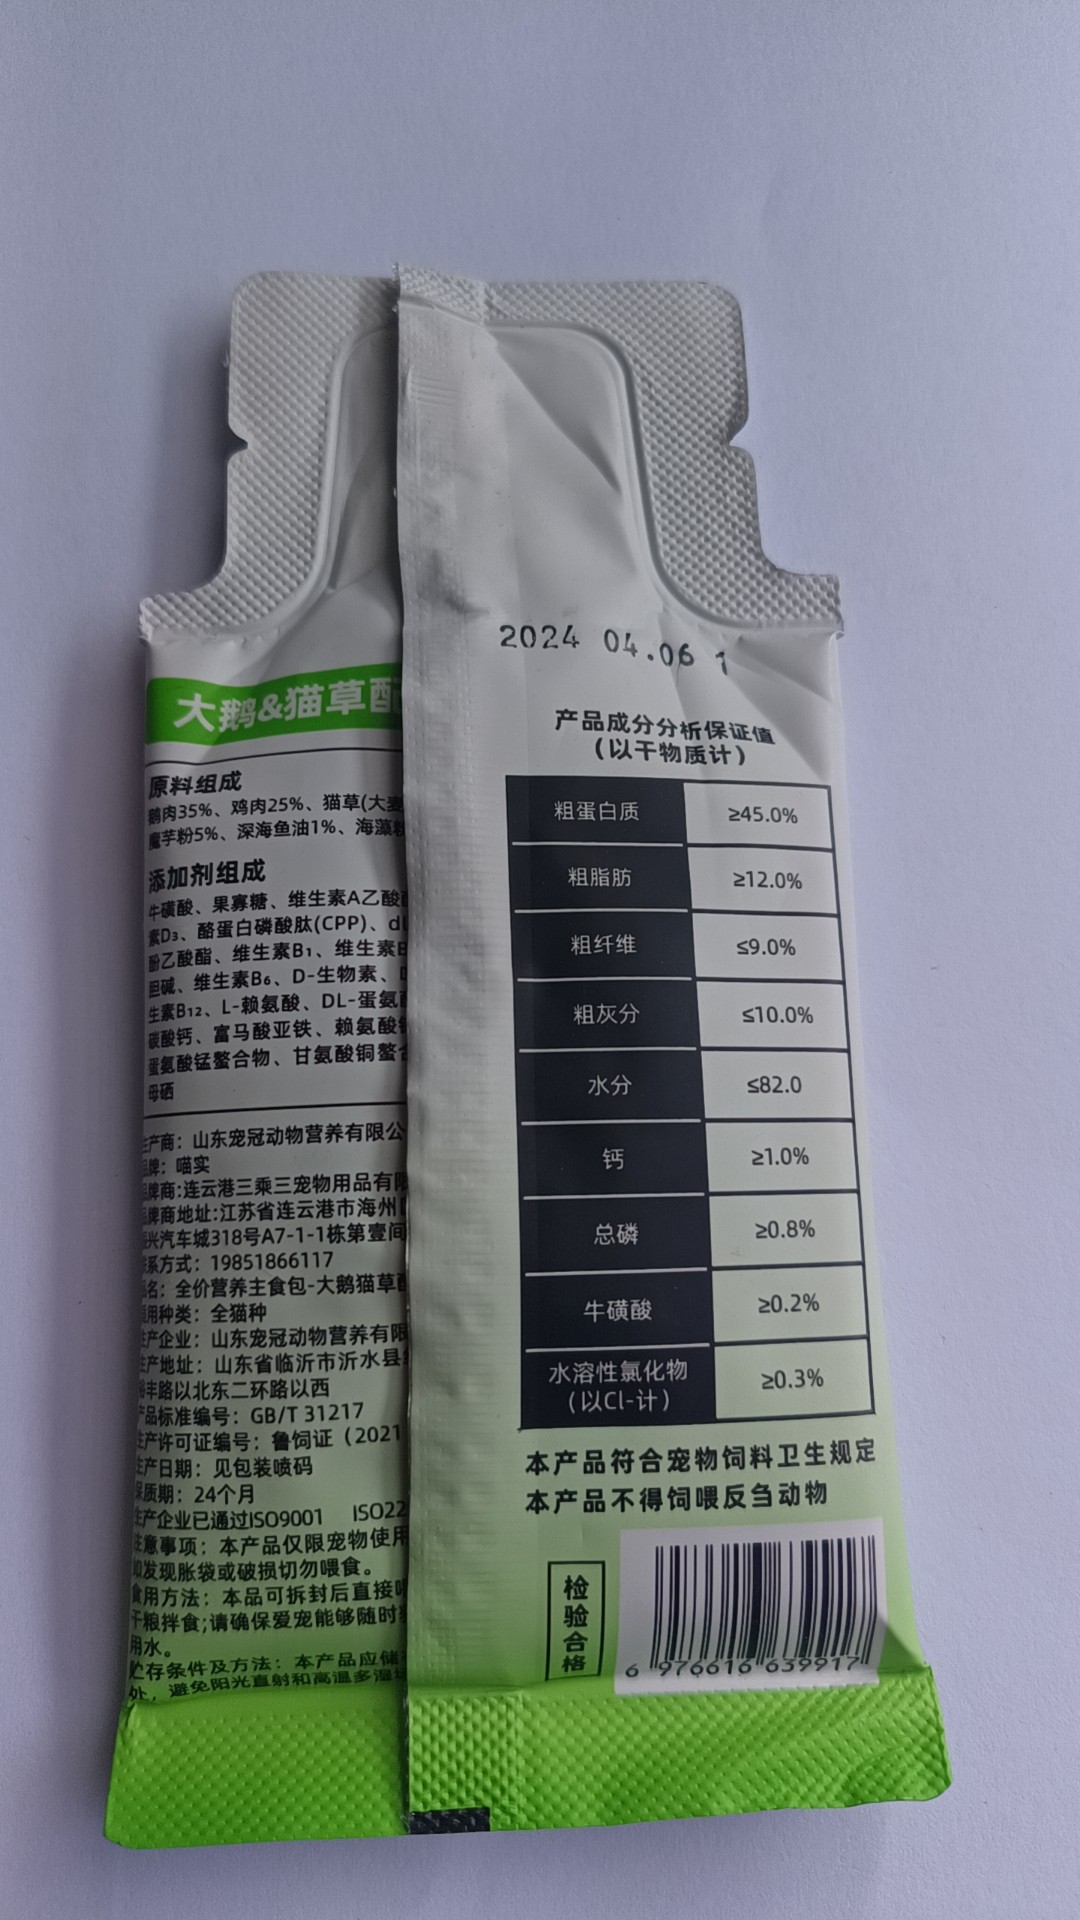 大鹅&猫草配
原料组成
鹅肉35%、鸡肉25%、猫草(大麦
魔芋粉5%、深海鱼油1%、海藻粉
添加剂组成
牛磺酸、果寡糖、维生素A乙酸酯
素D₃、酪蛋白磷酸肽(CPP)、dl
酚乙酸酯、维生素B₁、维生素B
胆碱、维生素B₆、D-生物素、
生素B₁₂、L-赖氨酸、DL-蛋氨酸
碳酸钙、富马酸亚铁、赖氨酸
蛋氨酸锰螯合物、甘氨酸铜螯合
母硒
生产商：山东宠冠动物营养有限公
品牌：喵实
品牌商:连云港三乘三宠物用品有限
品牌商地址:江苏省连云港市海州
兴汽车城318号A7-1-1栋第壹间
联系方式：19851866117
品名：全价营养主食包-大鹅猫草配
适用种类：全猫种
生产企业：山东宠冠动物营养有限
生产地址：山东省临沂市沂水县
裕丰路以北东二环路以西
产品标准编号：GB/T 31217
生产许可证编号：鲁饲证（2021
生产日期：见包装喷码
保质期：24个月
生产企业已通过ISO9001 ISO22
注意事项：本产品仅限宠物使用
如发现胀袋或破损切勿喂食。
食用方法：本品可拆封后直接喂
干粮拌食;请确保爱宠能够随时
用水。
贮存条件及方法：本产品应储
处，避免阳光直射和高温多湿
2024 04.06 1
产品成分分析保证值
（以干物质计）
粗蛋白质 ≥45.0%
粗脂肪 ≥12.0%
粗纤维 ≤9.0%
粗灰分 ≤10.0%
水分 ≤82.0
钙 ≥1.0%
总磷 ≥0.8%
牛磺酸 ≥0.2%
水溶性氯化物
（以Cl-计） ≥0.3%
本产品符合宠物饲料卫生规定
本产品不得饲喂反刍动物
检验合格
6 976616 639917